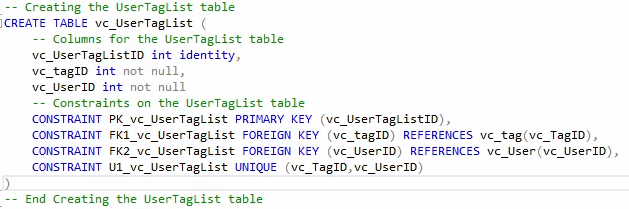 -- Creating the UserTagList table
CREATE TABLE vc_UserTagList (
-- Columns for the UserTagList table
vc_UserTagListID int identity,
vc_tagID int not null,
vc_UserID int not null
-- Constraints on the UserTagList table
CONSTRAINT PK_vc_UserTagList PRIMARY KEY (vc_UserTagListID),
CONSTRAINT FK1_vc_UserTagList FOREIGN KEY (vc_tagID) REFERENCES vc_tag(vc_TagID),
CONSTRAINT FK2_vc_UserTagList FOREIGN KEY (vc_UserID) REFERENCES vc_User(vc_UserID),
CONSTRAINT U1_vc_UserTagList UNIQUE (vc_TagID,vc_UserID)
)
-- End Creating the UserTagList table